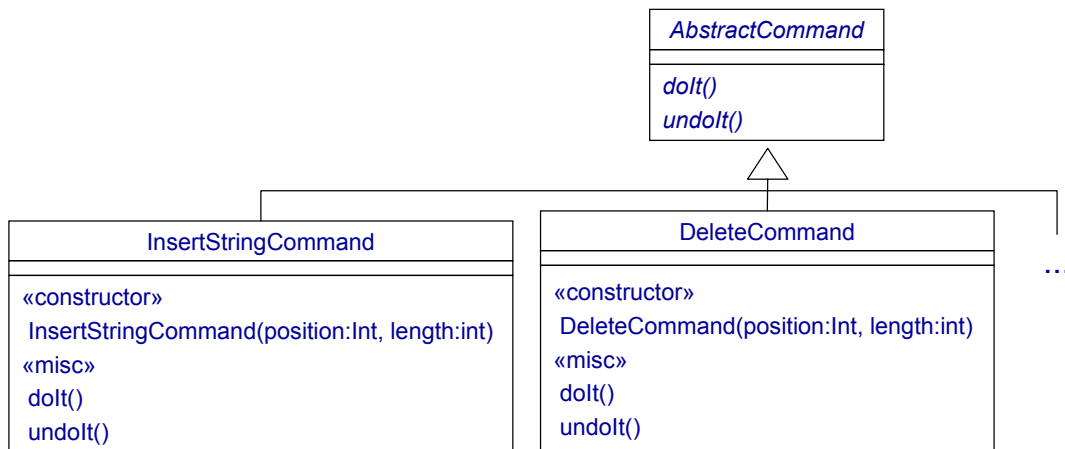 AbstractCommand
doIt()
undoIt()
InsertStringCommand
«constructor»
InsertStringCommand(position:Int, length:int)
«misc»
doIt()
undoIt()
DeleteCommand
«constructor»
DeleteCommand(position:Int, length:int)
«misc»
doIt()
undoIt()
...